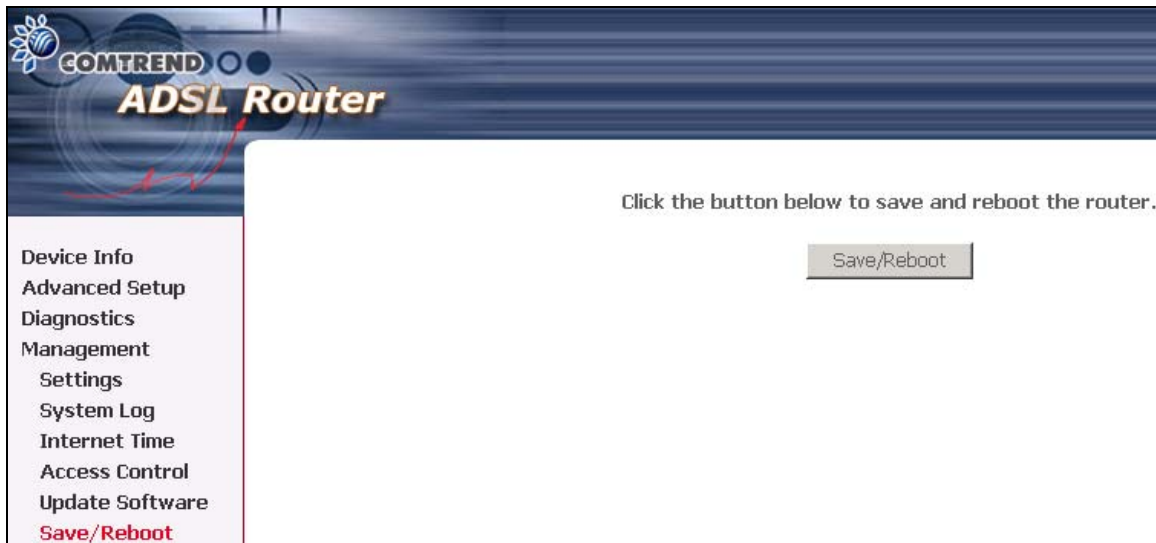 COMTREND
ADSL Router
Click the button below to save and reboot the router.
Save/Reboot
Device Info
Advanced Setup
Diagnostics
Management
Settings
System Log
Internet Time
Access Control
Update Software
Save/Reboot